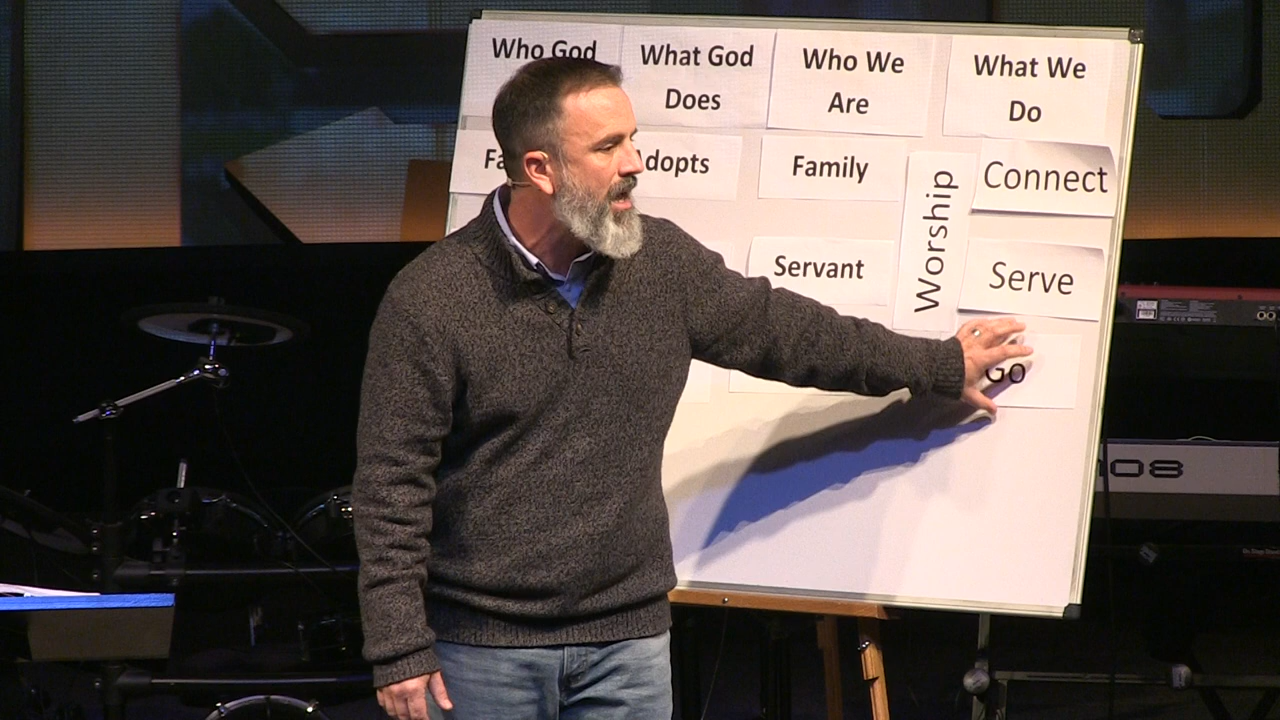 Who God
What God
Does
Who We
Are
What We
Do
Fa
dopts
Family
Worship
Connect
Servant
Serve
Go
08